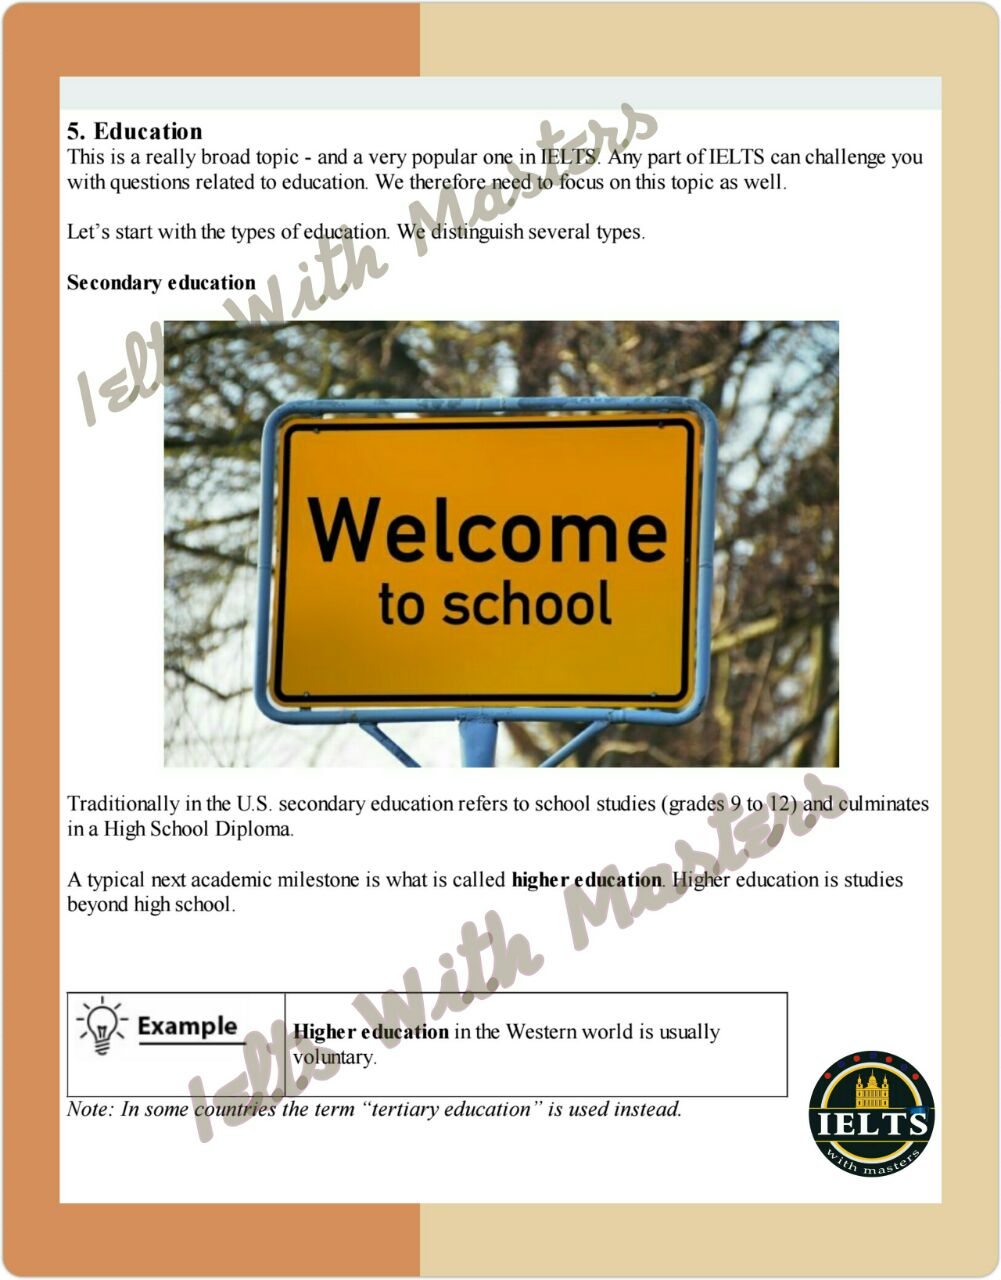 5. Education
This is a really broad topic - and a very popular one in IELTS. Any part of IELTS can challenge you
with questions related to education. We therefore need to focus on this topic as well.
Let’s start with the types of education. We distinguish several types.
Secondary education
Ielts With Masters
Welcome
to school
Traditionally in the U.S. secondary education refers to school studies (grades 9 to 12) and culminates
in a High School Diploma.
A typical next academic milestone is what is called higher education. Higher education is studies
beyond high school.
Ielts With Masters
Example
Higher education in the Western world is usually
voluntary.
Note: In some countries the term “tertiary education” is used instead.
IELTS
with masters